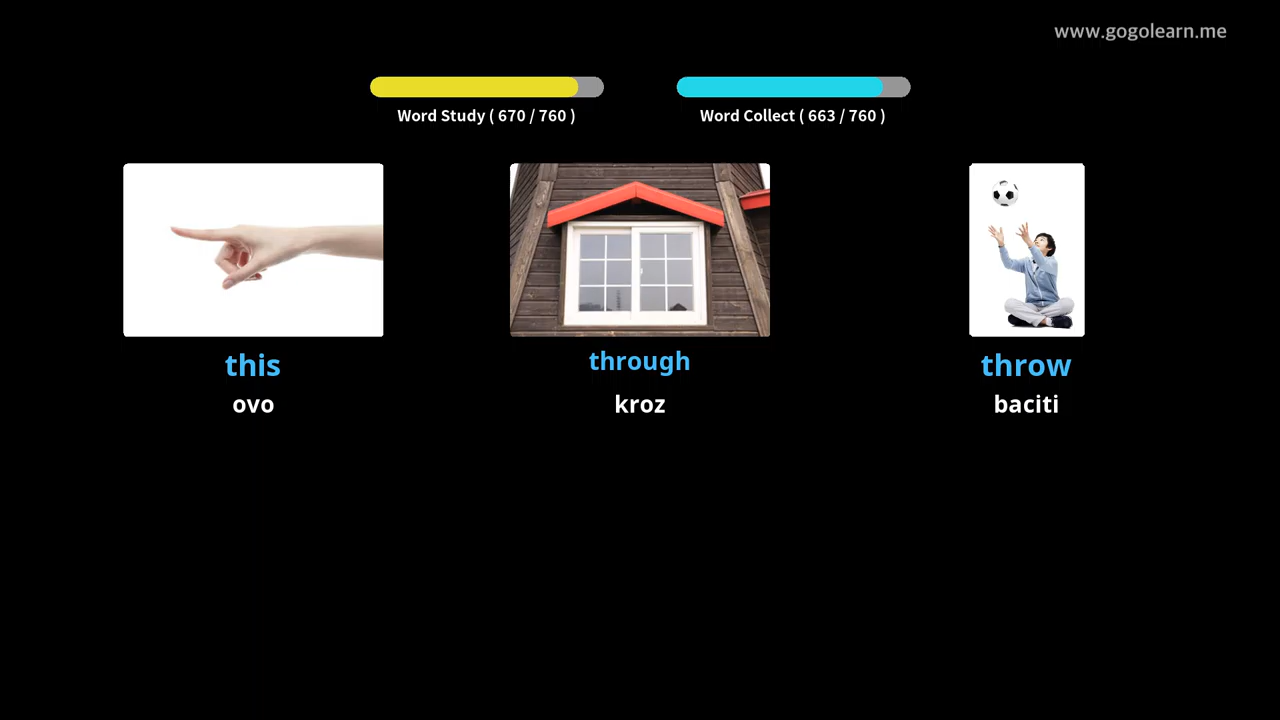 www.gogolearn.me
Word Study ( 670 / 760 )
Word Collect ( 663 / 760 )
this
through
throw
ovo
kroz
baciti